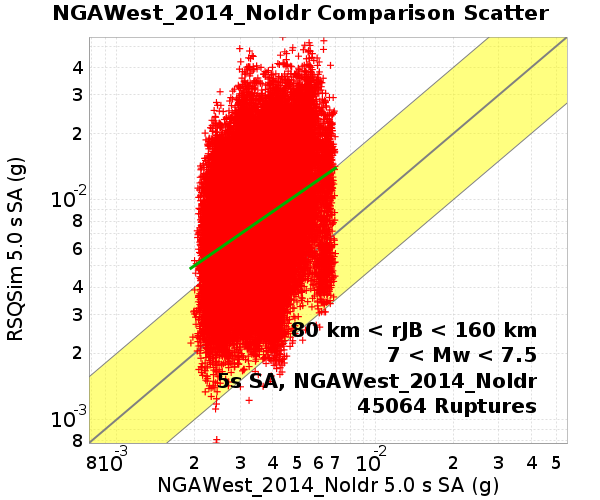 NGAWest_2014_NoIdr Comparison Scatter
RSQSim 5.0 s SA (g)
4
3
2
10-2
8
6
4
3
2
10-3
8
80 km < rJB < 160 km
7 < Mw < 7.5
5s SA, NGAWest_2014_NoIdr
45064 Ruptures
8 10-3 2 3 4 5 6 7 10-2 2 3 4 5
NGAWest_2014_NoIdr 5.0 s SA (g)